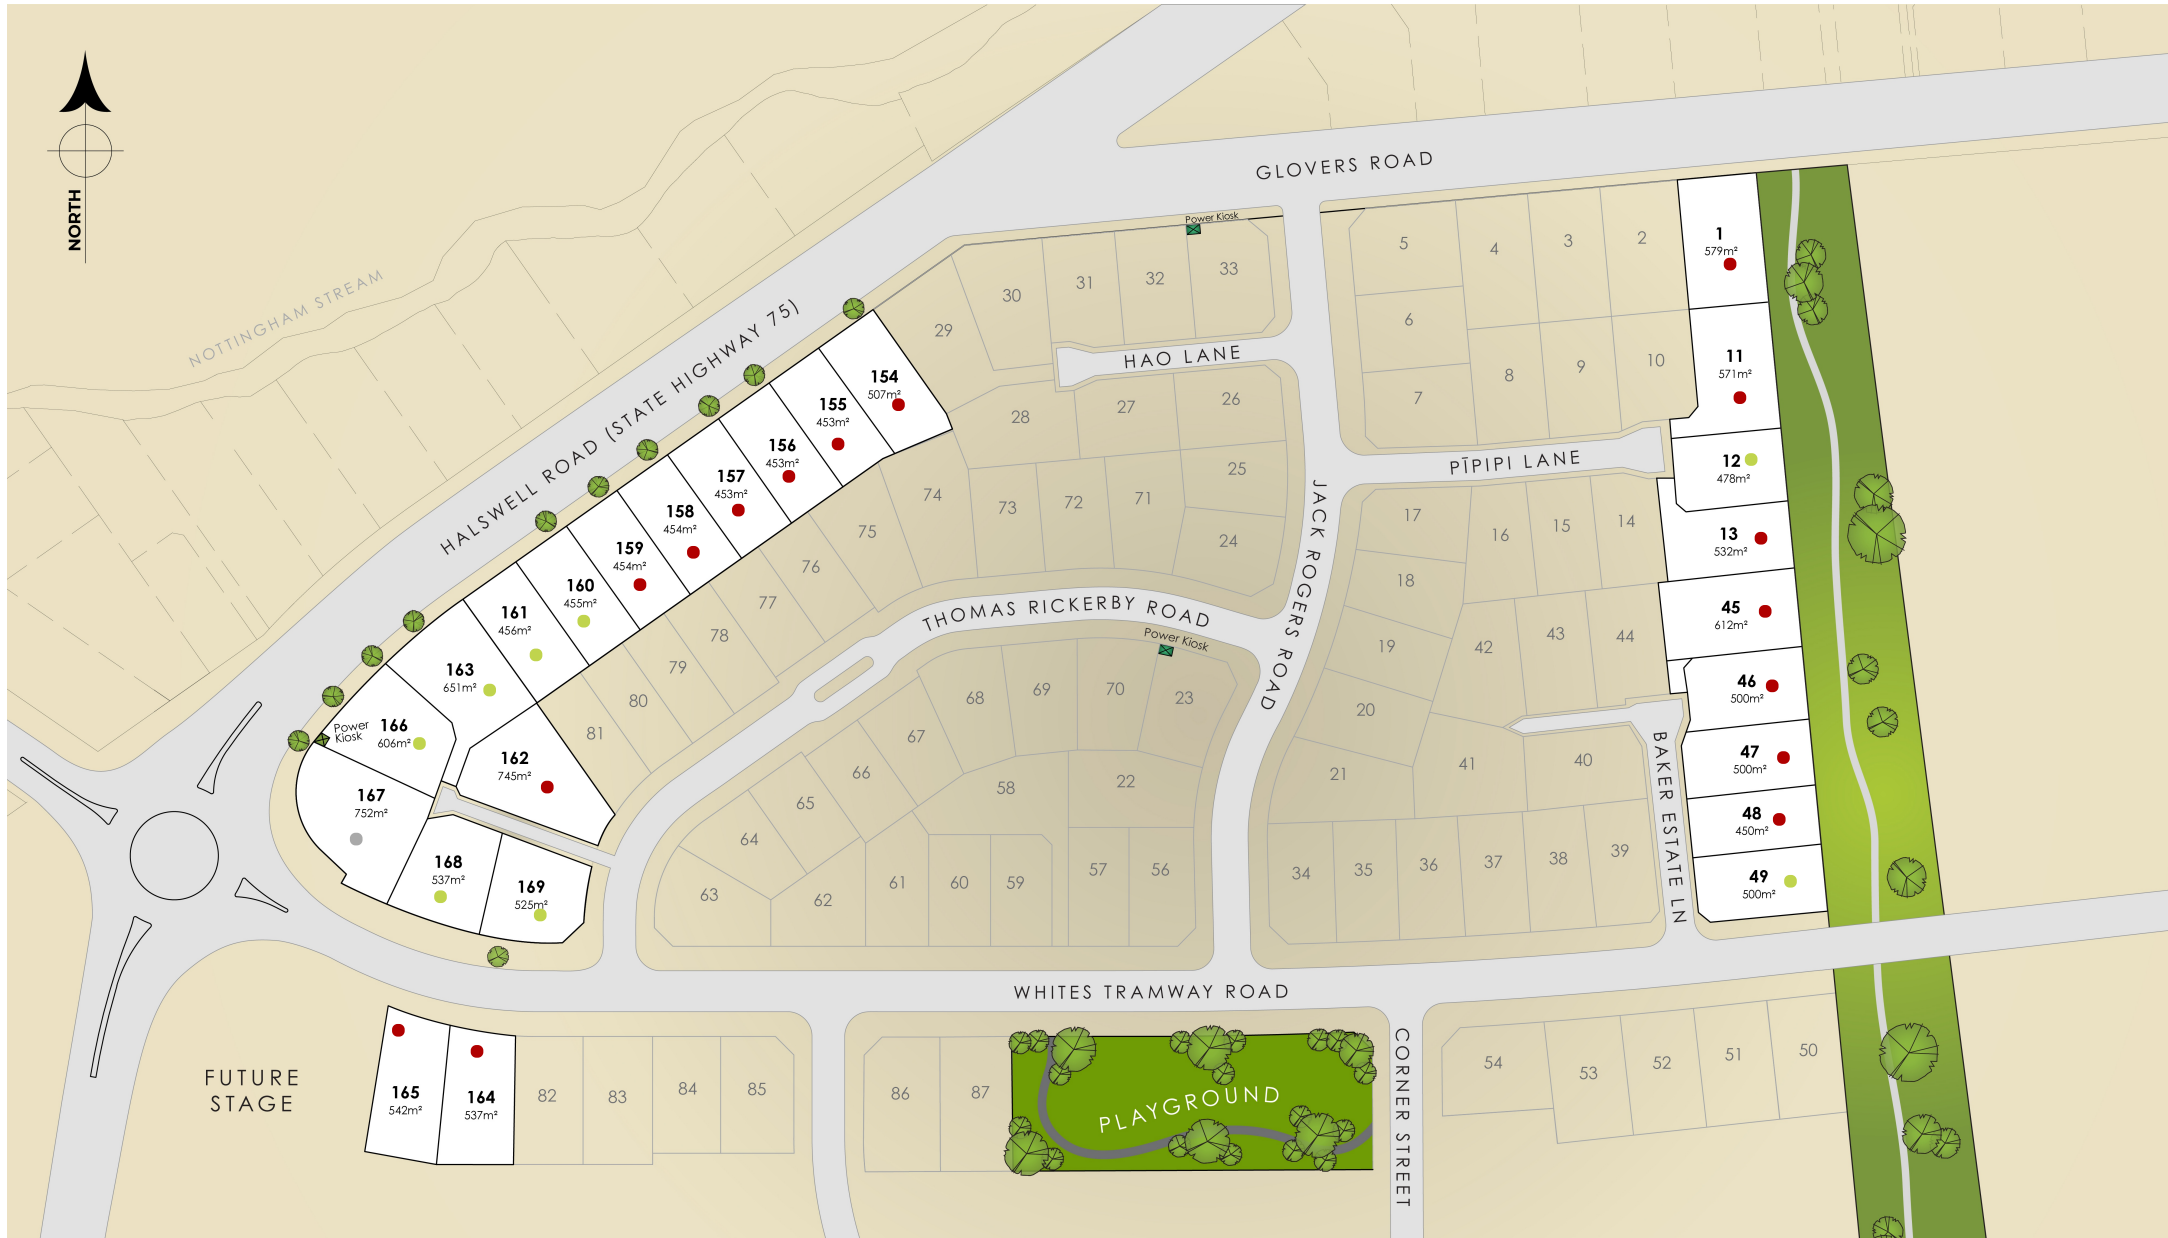 GLOVERS ROAD
NORTH
Power Kiosk
NOTTINGHAM STREAM
HALSWELL ROAD (STATE HIGHWAY 75)
1
579m²
2
3
4
5
6
7
8
9
10
11
571m²
12
478m²
13
532m²
PĪPIPI LANE
14
15
16
17
18
19
20
21
33
32
31
30
29
HAO LANE
28
27
26
25
24
71
72
73
74
75
76
77
78
79
80
81
154
507m²
155
453m²
156
453m²
157
453m²
158
454m²
159
454m²
160
455m²
161
456m²
163
651m²
162
745m²
Power
Kiosk
166
606m²
167
752m²
168
537m²
169
525m²
THOMAS RICKERBY ROAD
Power Kiosk
JACK ROGERS ROAD
23
70
69
68
67
66
65
64
63
62
61
60
59
58
57
56
22
42
43
44
45
612m²
46
500m²
47
500m²
48
450m²
49
500m²
41
40
BAKER ESTATE LN
34
35
36
37
38
39
WHITES TRAMWAY ROAD
FUTURE
STAGE
165
542m²
164
537m²
82
83
84
85
86
87
PLAYGROUND
CORNER STREET
54
53
52
51
50